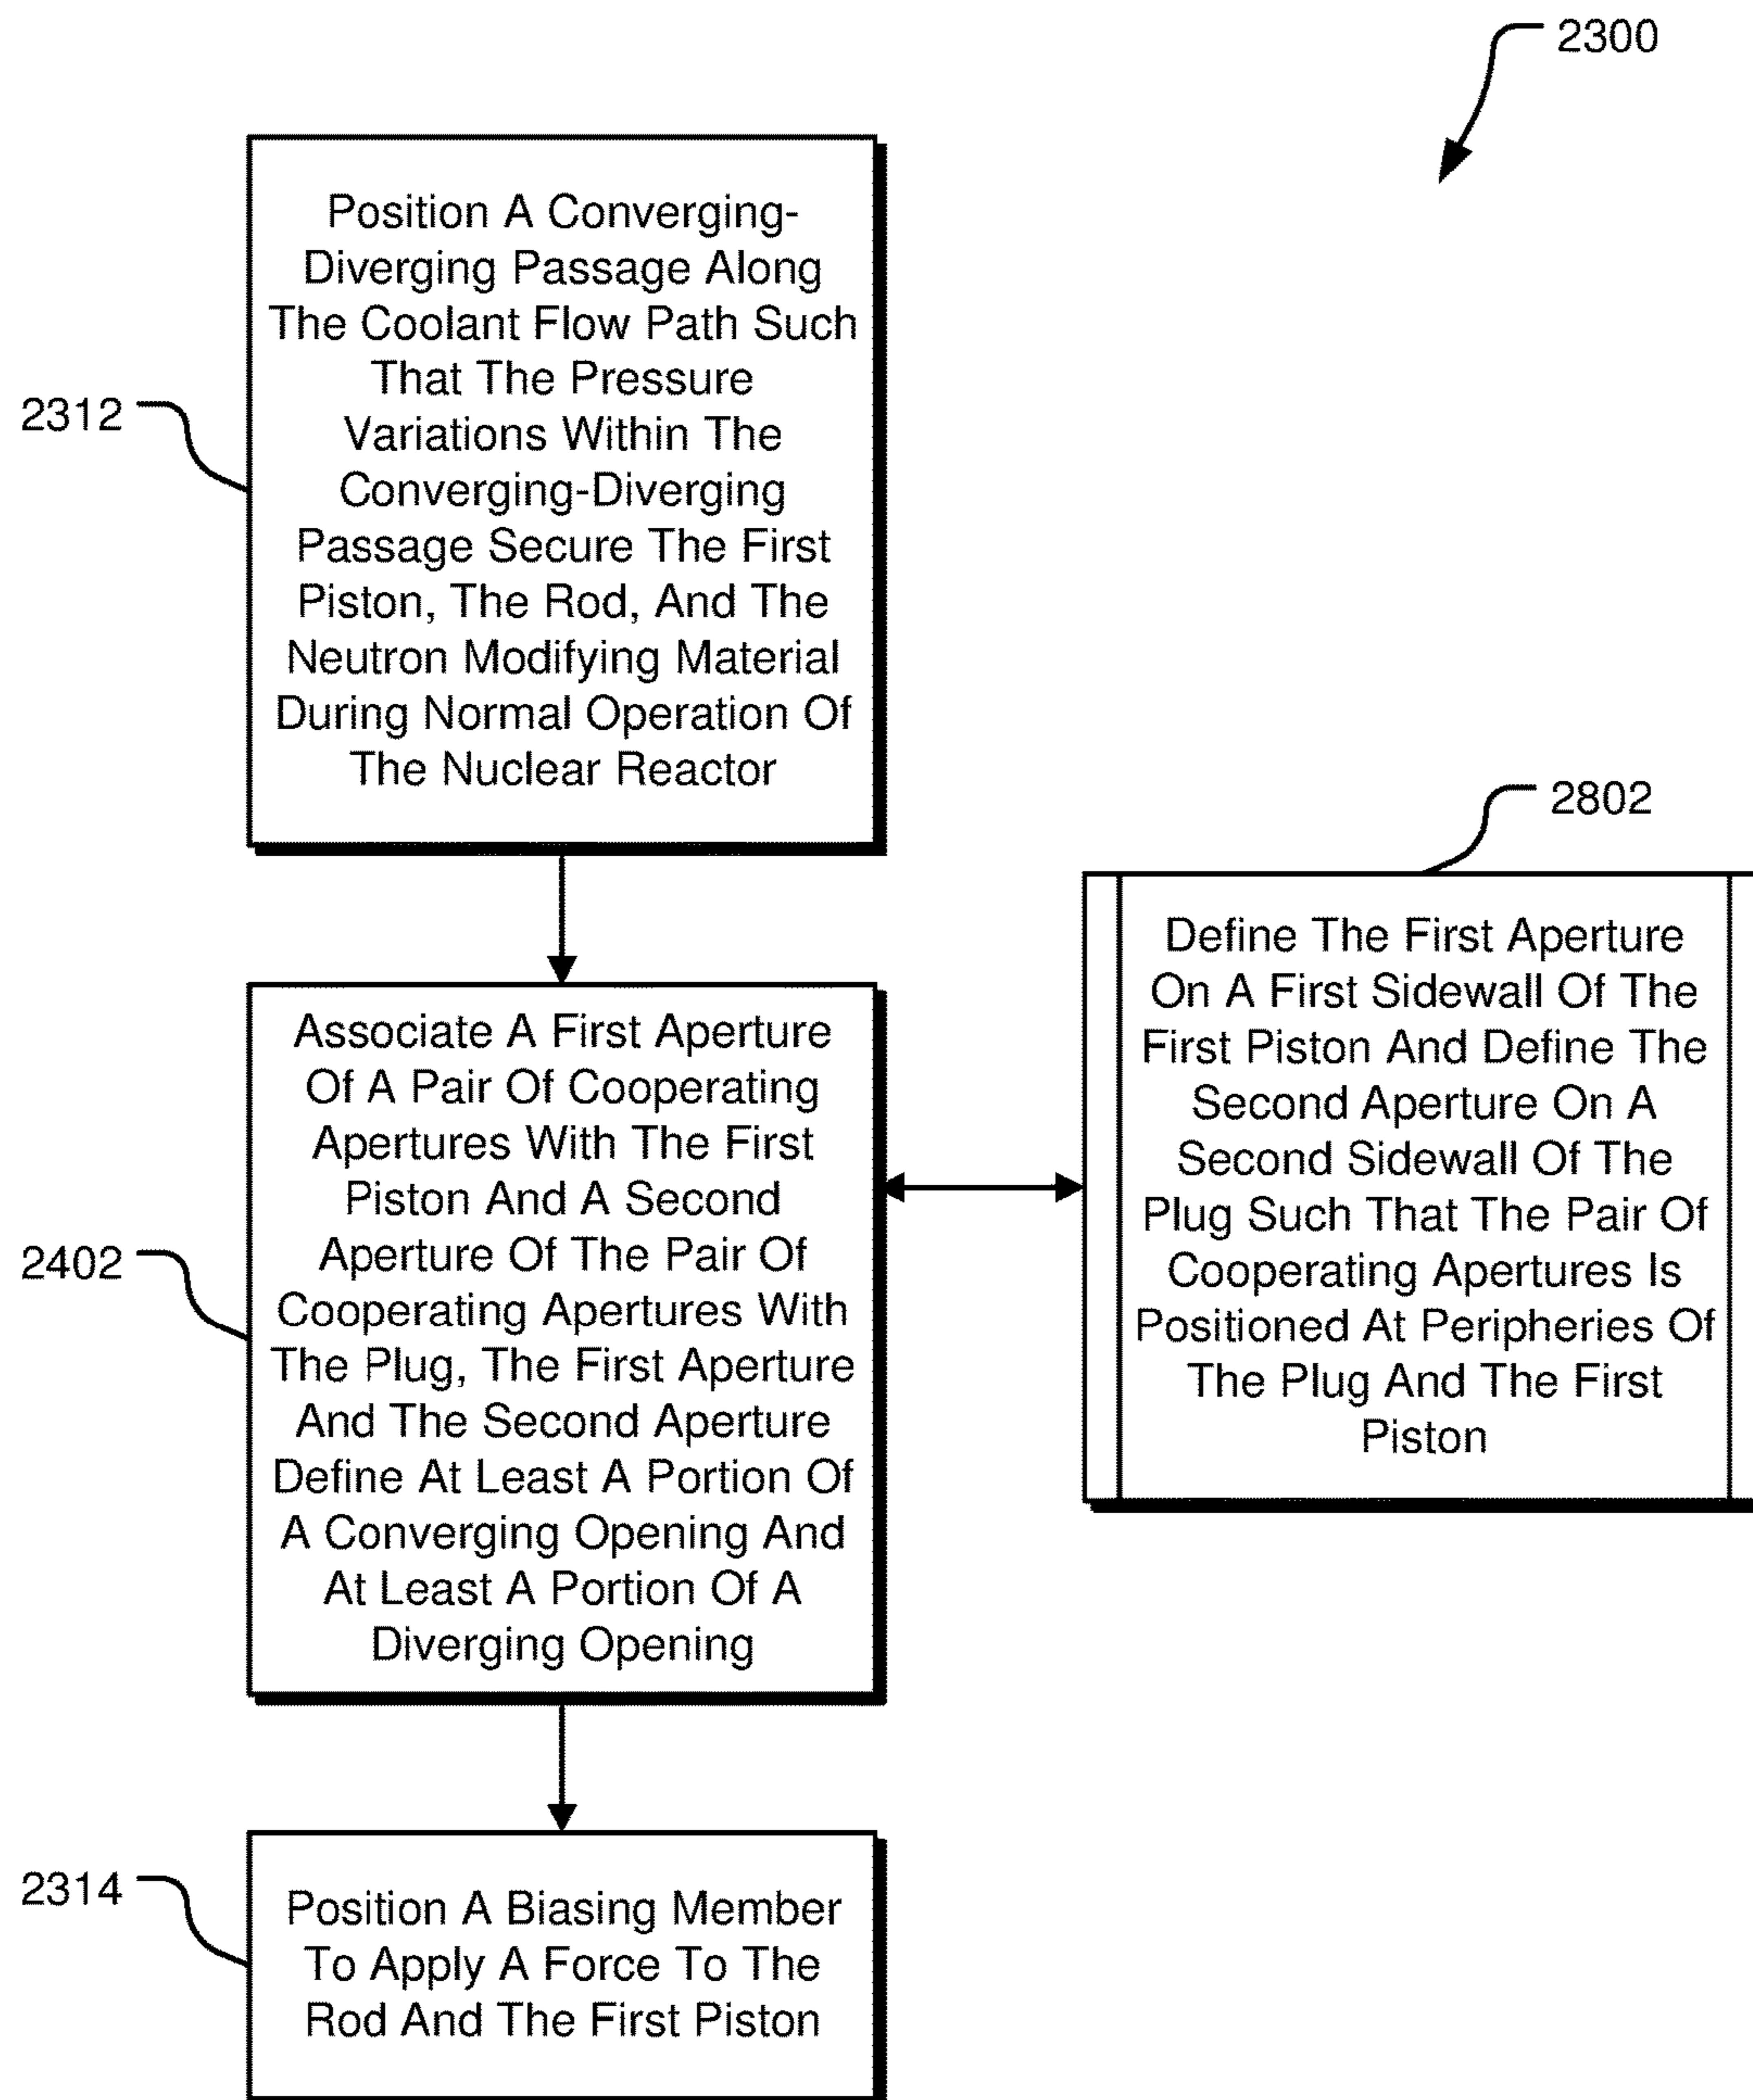 2300
Position A Converging-
Diverging Passage Along
The Coolant Flow Path Such
That The Pressure
Variations Within The
Converging-Diverging
Passage Secure The First
Piston, The Rod, And The
Neutron Modifying Material
During Normal Operation Of
The Nuclear Reactor
2312
2802
Define The First Aperture
On A First Sidewall Of The
First Piston And Define The
Second Aperture On A
Second Sidewall Of The
Plug Such That The Pair Of
Cooperating Apertures Is
Positioned At Peripheries Of
The Plug And The First
Piston
Associate A First Aperture
Of A Pair Of Cooperating
Apertures With The First
Piston And A Second
Aperture Of The Pair Of
Cooperating Apertures With
The Plug, The First Aperture
And The Second Aperture
Define At Least A Portion Of
A Converging Opening And
At Least A Portion Of A
Diverging Opening
2402
2314
Position A Biasing Member
To Apply A Force To The
Rod And The First Piston